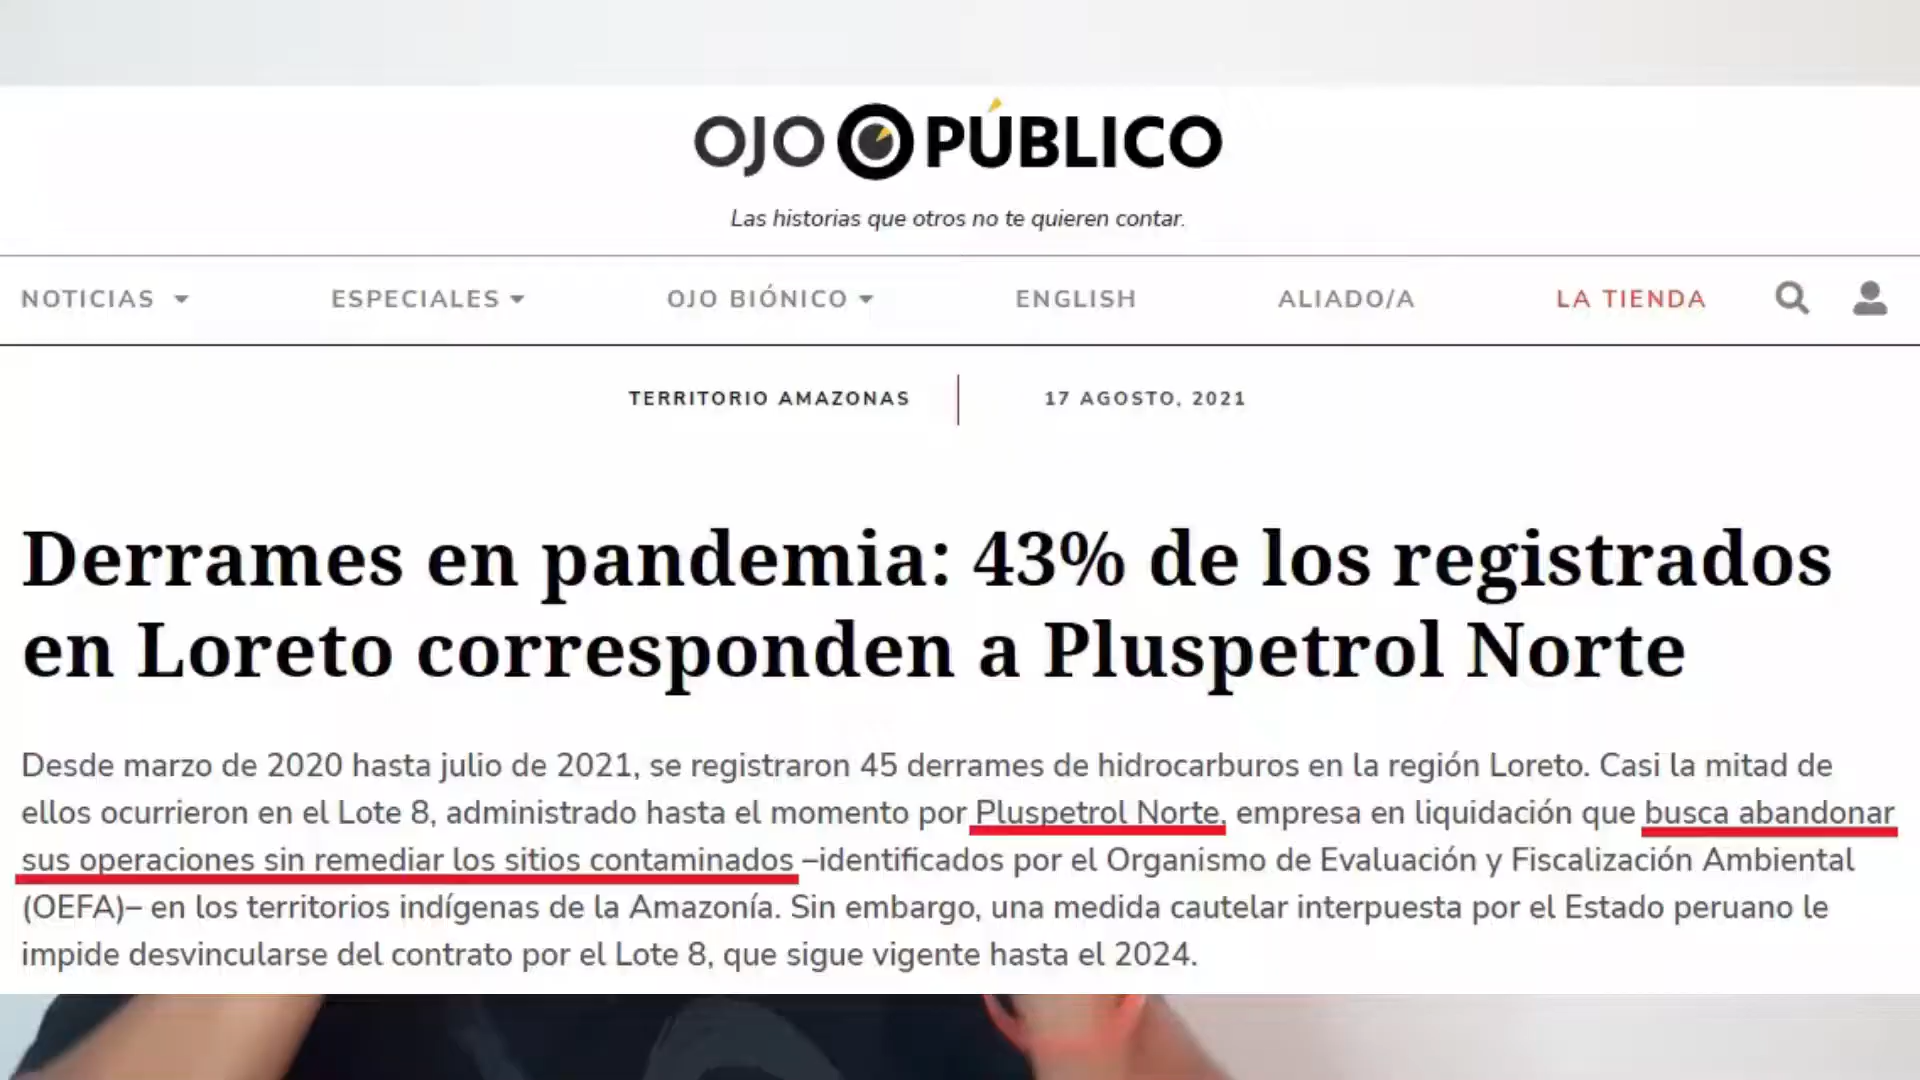 OJO PÚBLICO
Las historias que otros no te quieren contar.
NOTICIAS ESPECIALES OJO BIÓNICO ENGLISH ALIADO/A LA TIENDA
TERRITORIO AMAZONAS 17 AGOSTO, 2021
Derrames en pandemia: 43% de los registrados
en Loreto corresponden a Pluspetrol Norte
Desde marzo de 2020 hasta julio de 2021, se registraron 45 derrames de hidrocarburos en la región Loreto. Casi la mitad de
ellos ocurrieron en el Lote 8, administrado hasta el momento por Pluspetrol Norte, empresa en liquidación que busca abandonar
sus operaciones sin remediar los sitios contaminados –identificados por el Organismo de Evaluación y Fiscalización Ambiental
(OEFA)– en los territorios indígenas de la Amazonía. Sin embargo, una medida cautelar interpuesta por el Estado peruano le
impide desvincularse del contrato por el Lote 8, que sigue vigente hasta el 2024.